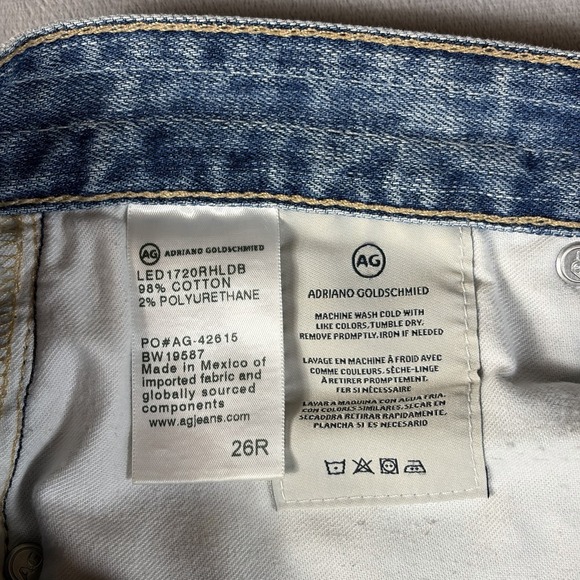 AG ADRIANO GOLDSCHMIED
LED1720RHLDB
98% COTTON
2% POLYURETHANE
PO#AG-42615
BW19587
Made in Mexico of
imported fabric and
globally sourced
components
www.agjeans.com
26R
AG
ADRIANO GOLDSCHMIED
MACHINE WASH COLD WITH
LIKE COLORS. TUMBLE DRY.
REMOVE PROMPTLY. IRON IF NEEDED
LAVAGE EN MACHINE À FROID AVEC
COMME COULEURS. SÈCHE-LINGE
À RETIRER PROMPTEMENT.
FER SI NÉCESSAIRE
LAVAR A MAQUINA CON AGUA FRIA.
CON COLORES SIMILARES. SECAR EN
SECADORA RETIRAR RAPIDAMENTE.
PLANCHA SI ES NECESARIO